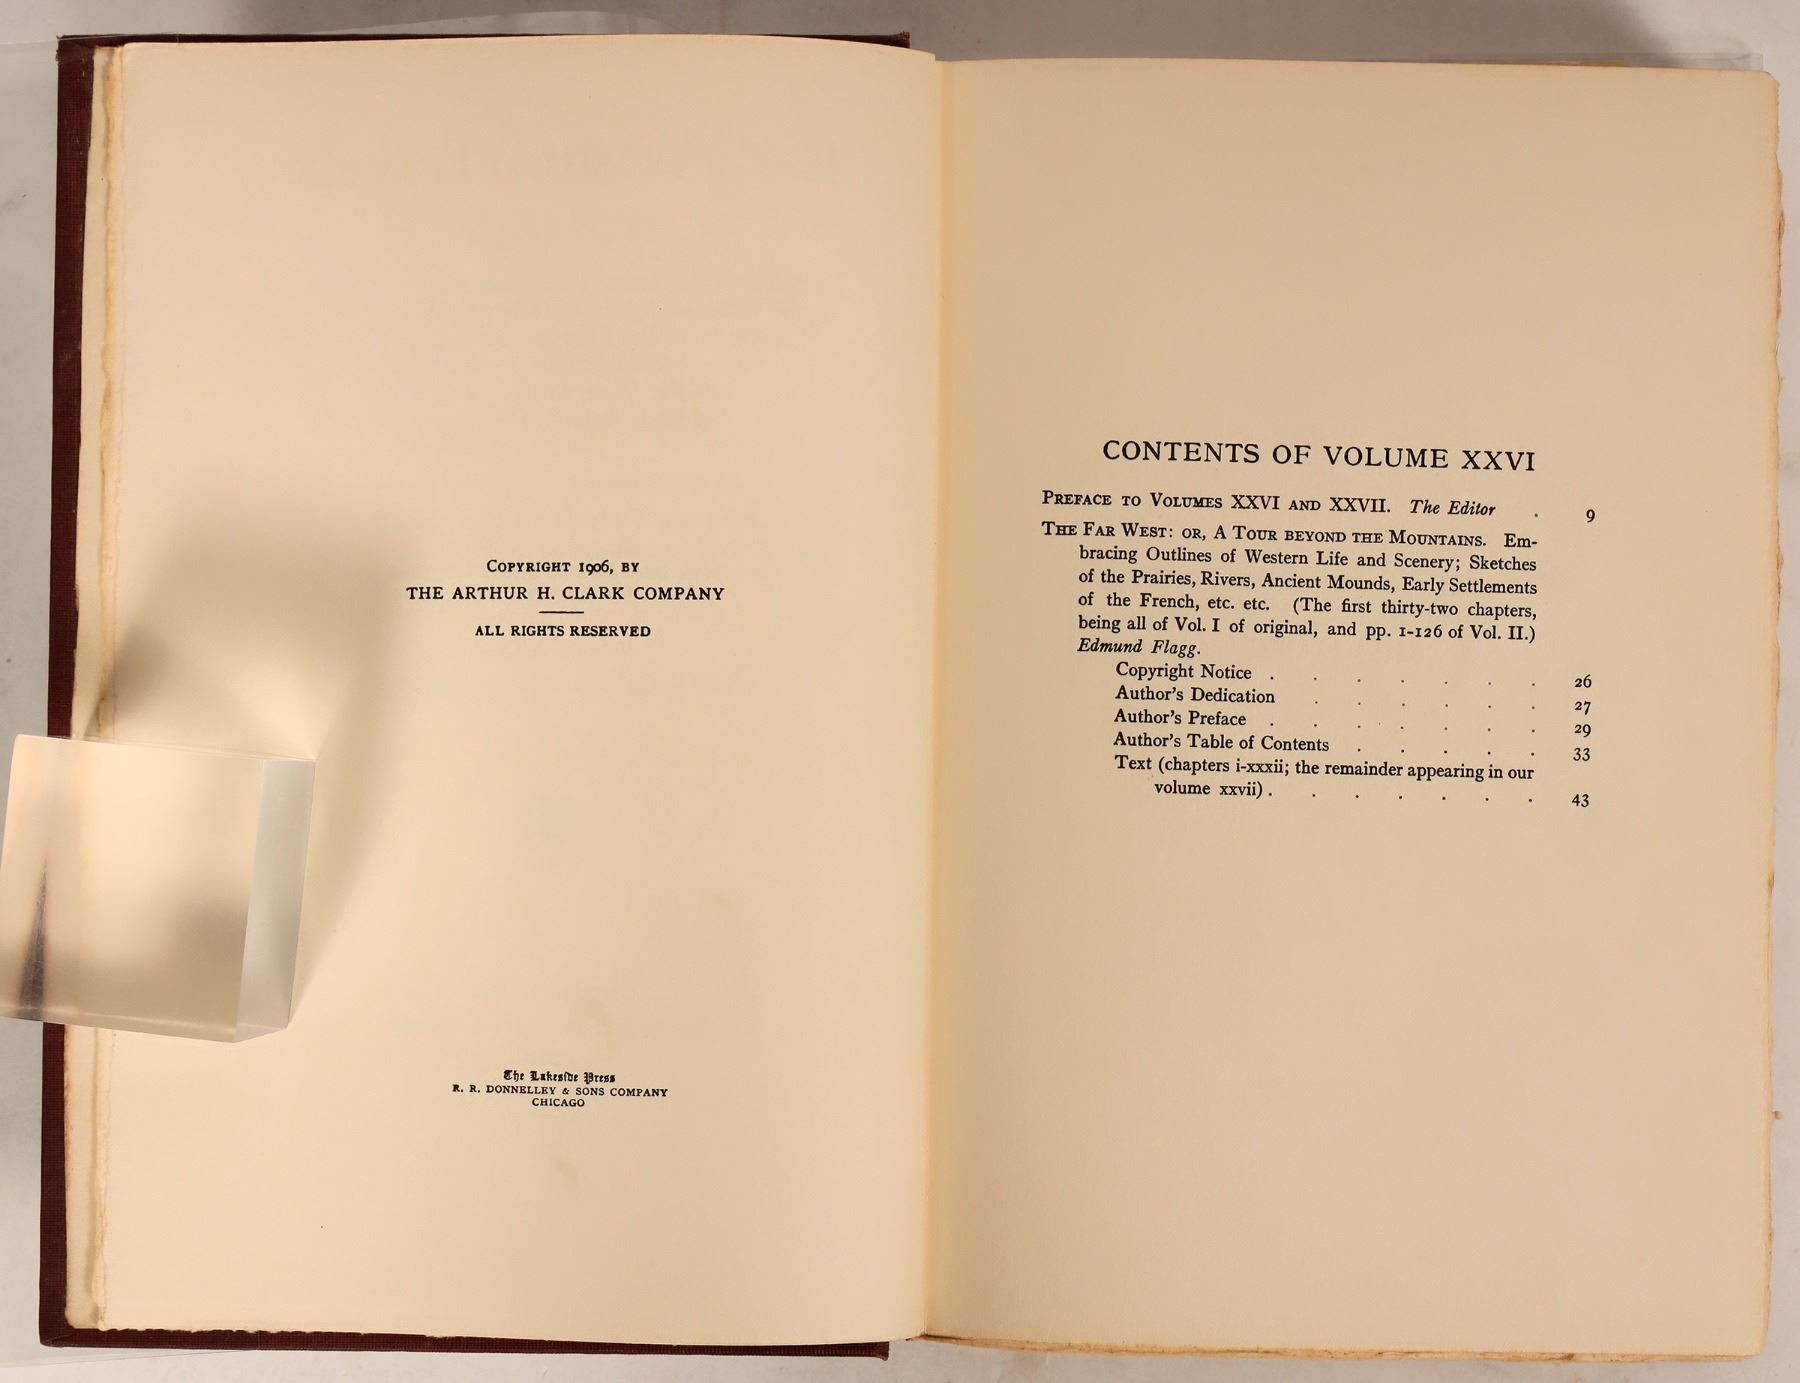 COPYRIGHT 1906, BY
THE ARTHUR H. CLARK COMPANY
ALL RIGHTS RESERVED
The Lakeside Press
R. R. DONNELLEY & SONS COMPANY
CHICAGO
CONTENTS OF VOLUME XXVI
PREFACE TO VOLUMES XXVI AND XXVII. The Editor . 9
THE FAR WEST: OR, A TOUR BEYOND THE MOUNTAINS. Em-
bracing Outlines of Western Life and Scenery; Sketches
of the Prairies, Rivers, Ancient Mounds, Early Settlements
of the French, etc. etc. (The first thirty-two chapters,
being all of Vol. I of original, and pp. 1-126 of Vol. II.)
Edmund Flagg.
Copyright Notice . . . . . . . 26
Author's Dedication . . . . . . 27
Author's Preface . . . . . . . 29
Author's Table of Contents . . . . . 33
Text (chapters i-xxxii; the remainder appearing in our
volume xxvii) . . . . . . . 43